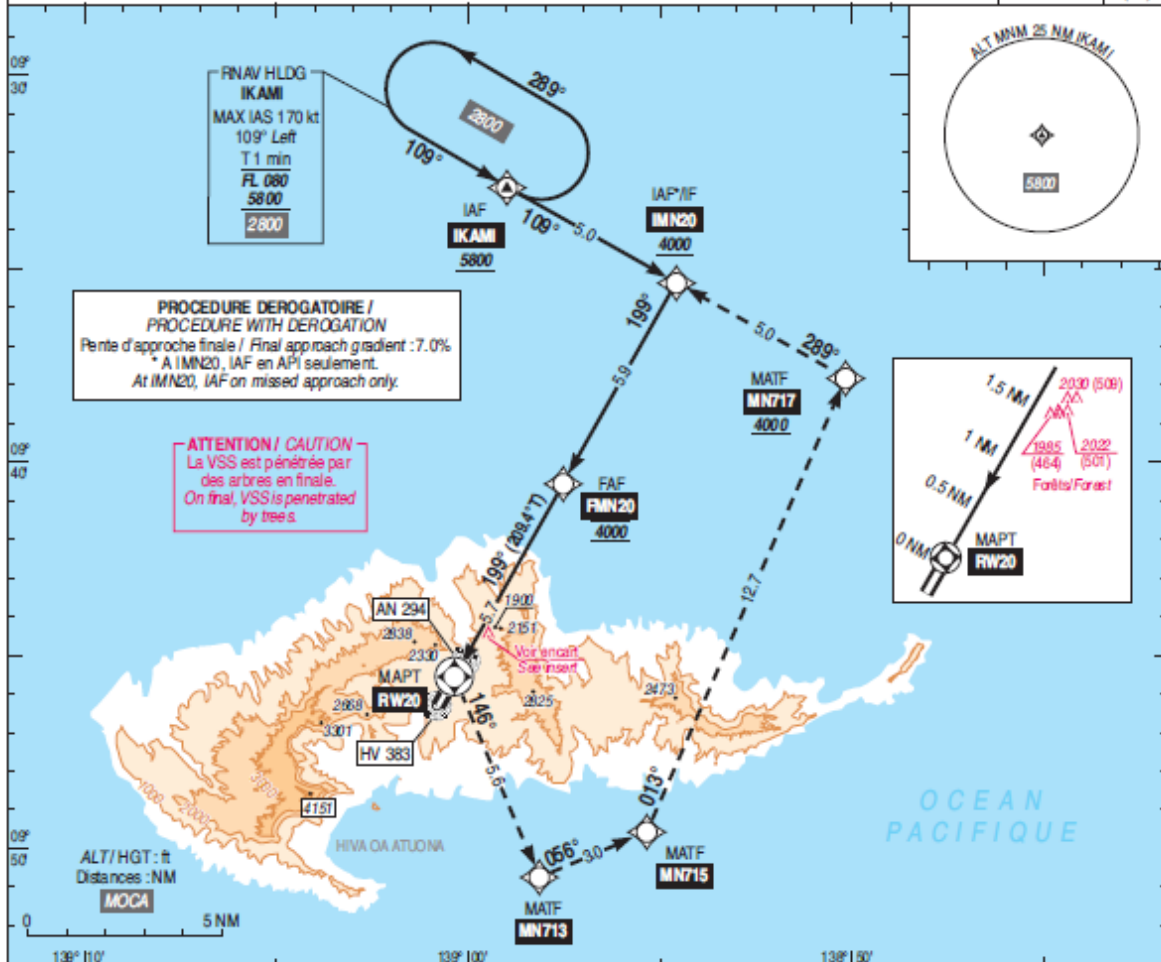 09°
30'
RNAV HLDG
IKAMI
MAX IAS 170 kt
109° Left
T 1 min
FL 080
5800
2800
289°
2800
109°
IAF
IKAMI
5800
109°
5.0
IAF*/IF
IMN20
4000
ALT MNM 25 NM IKAMI
5800
PROCEDURE DEROGATOIRE /
PROCEDURE WITH DEROGATION
Pente d'approche finale / Final approach gradient : 7.0%
* A IMN20, IAF en API seulement.
At IMN20, IAF on missed approach only.
199°
5.9
5.0
289°
MATF
MN717
4000
1.5 NM
1 NM
0.5 NM
0 NM
2030 (509)
1985
(464)
2022
(501)
Forêts/Forest
MAPT
RW20
ATTENTION / CAUTION
La VSS est pénétrée par
des arbres en finale.
On final, VSS is penetrated
by trees.
09°
40'
FAF
FMN20
4000
199° (209.4°T)
5.7
12.7
AN 294
1900
2151
2838
2330
Voir encart
See insert
MAPT
RW20
2668
3301
HV 383
2825
2473
146°
5.6
013°
4151
1000
2000
3000
HIVA OA ATUONA
OCEAN
PACIFIQUE
09°
50'
056°
3.0
MATF
MN715
MATF
MN713
ALT / HGT : ft
Distances : NM
MOCA
0 5 NM
139° 10'
139° 00'
138° 50'